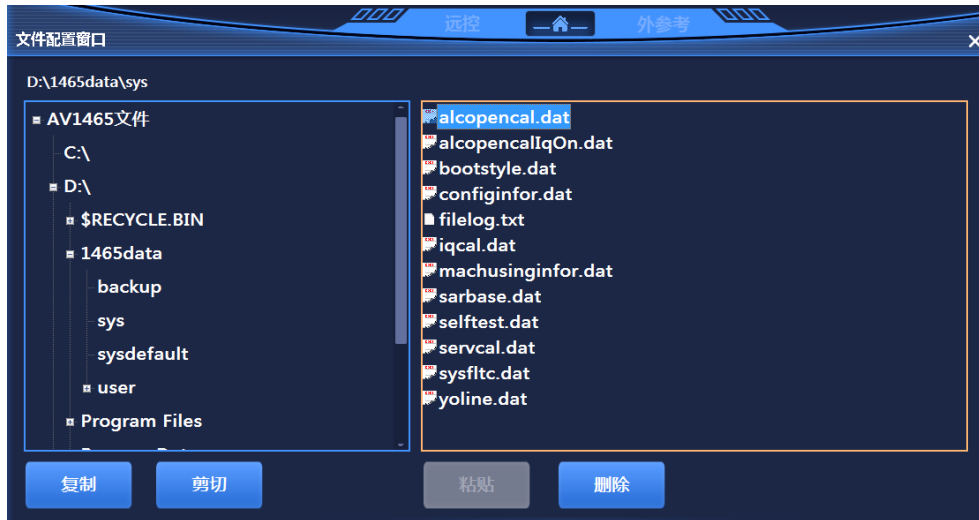 远控
外参考
文件配置窗口
D:\1465data\sys
AV1465文件
C:\
D:\
$RECYCLE.BIN
1465data
backup
sys
sysdefault
user
Program Files
alcopencal.dat
alcopencalIqOn.dat
bootstyle.dat
configinfor.dat
filelog.txt
iqcal.dat
machusinginfor.dat
sarbase.dat
selftest.dat
servcal.dat
sysfltc.dat
yoline.dat
复制
剪切
粘贴
删除